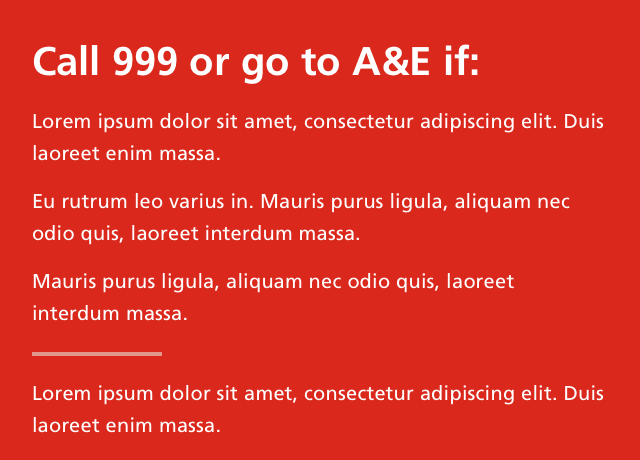 Call 999 or go to A&E if:
Lorem ipsum dolor sit amet, consectetur adipiscing elit. Duis
laoreet enim massa.
Eu rutrum leo varius in. Mauris purus ligula, aliquam nec
odio quis, laoreet interdum massa.
Mauris purus ligula, aliquam nec odio quis, laoreet
interdum massa.
Lorem ipsum dolor sit amet, consectetur adipiscing elit. Duis
laoreet enim massa.